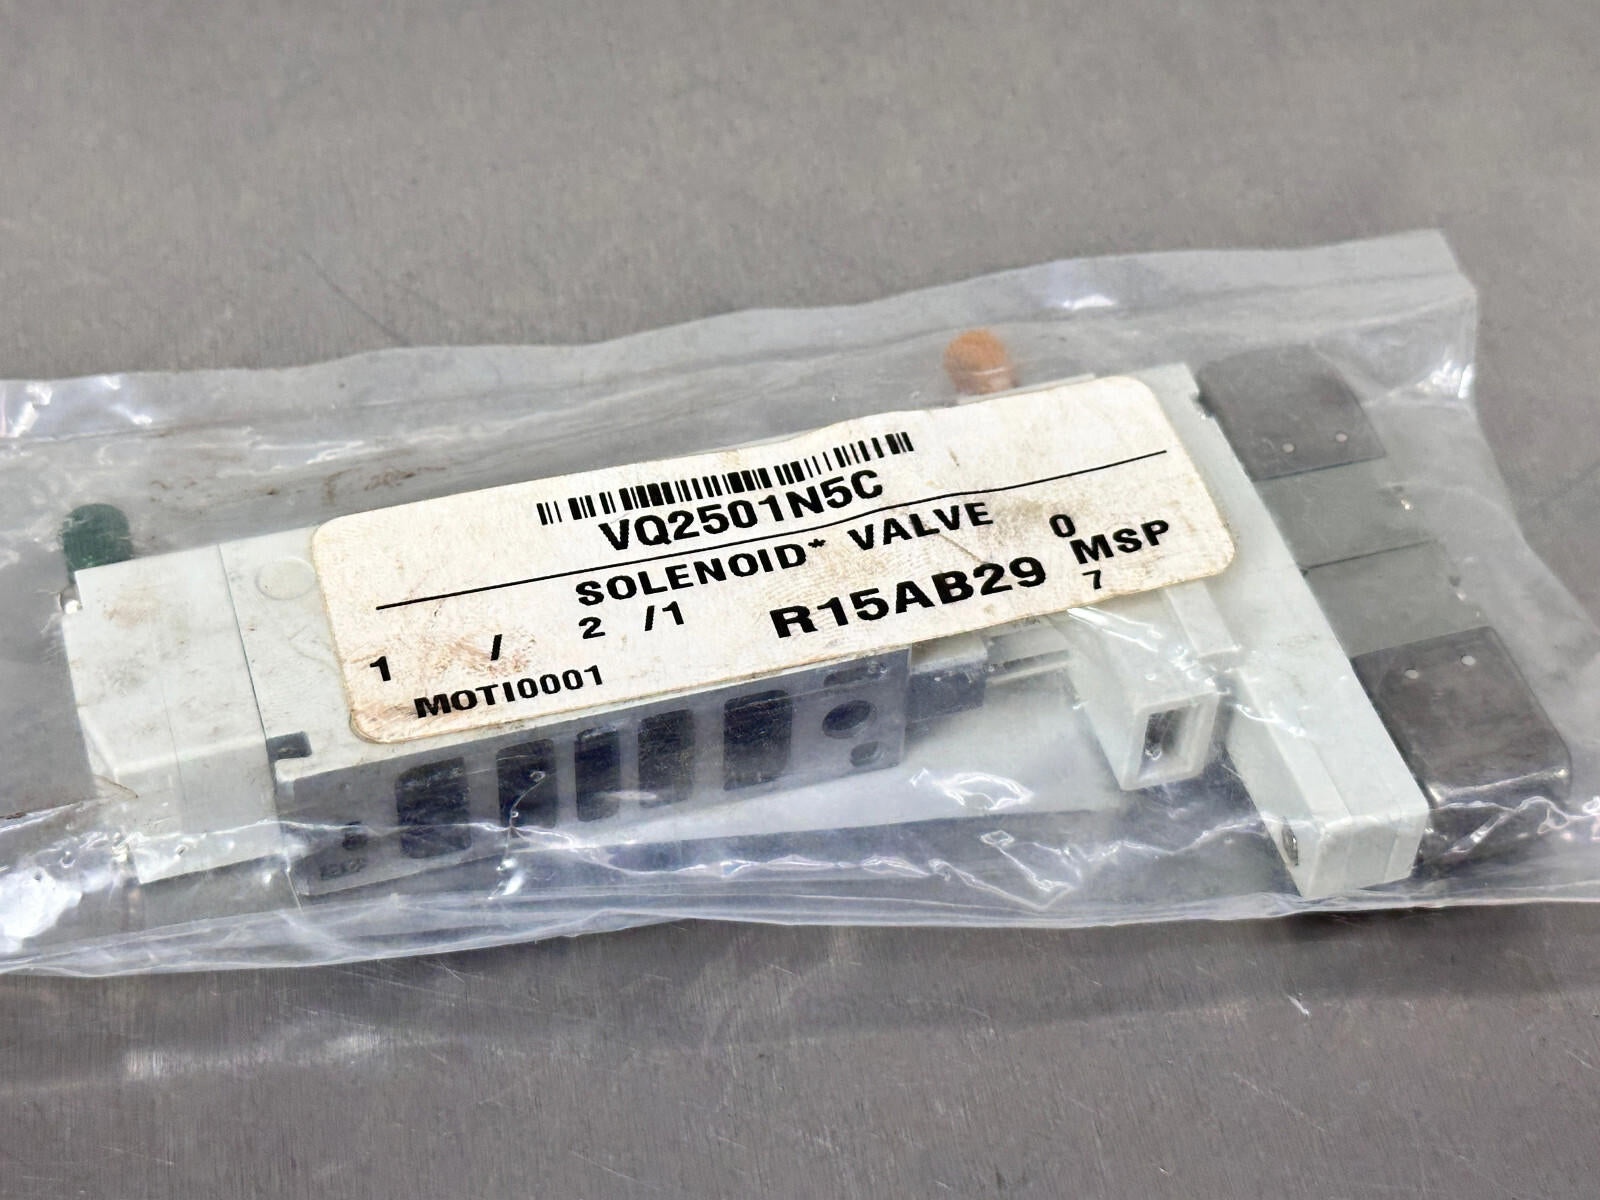 VQ2501N5C
SOLENOID* VALVE 0
1 / 2 /1 R15AB29 MSP
7
MOTI0001